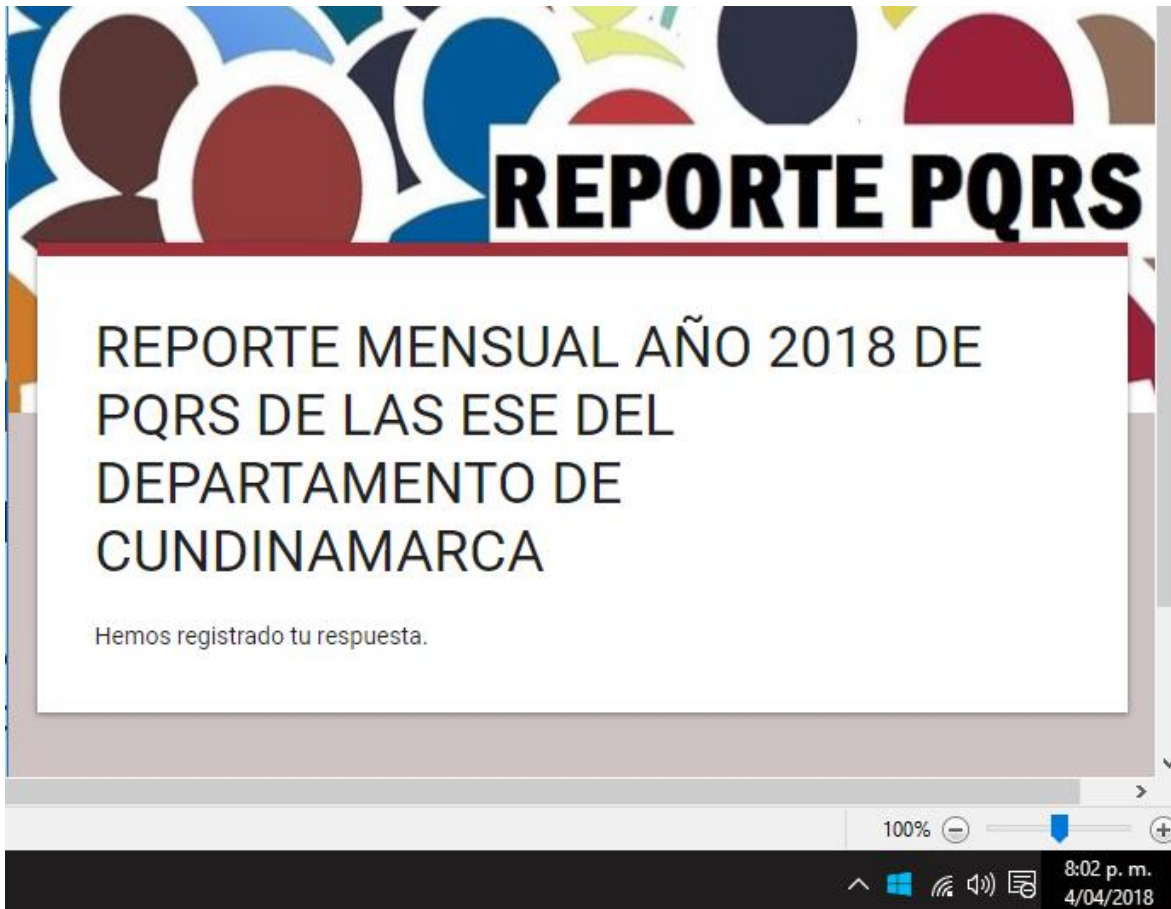 REPORTE PQRS
REPORTE MENSUAL AÑO 2018 DE
PQRS DE LAS ESE DEL
DEPARTAMENTO DE
CUNDINAMARCA
Hemos registrado tu respuesta.
100%
8:02 p. m.
4/04/2018